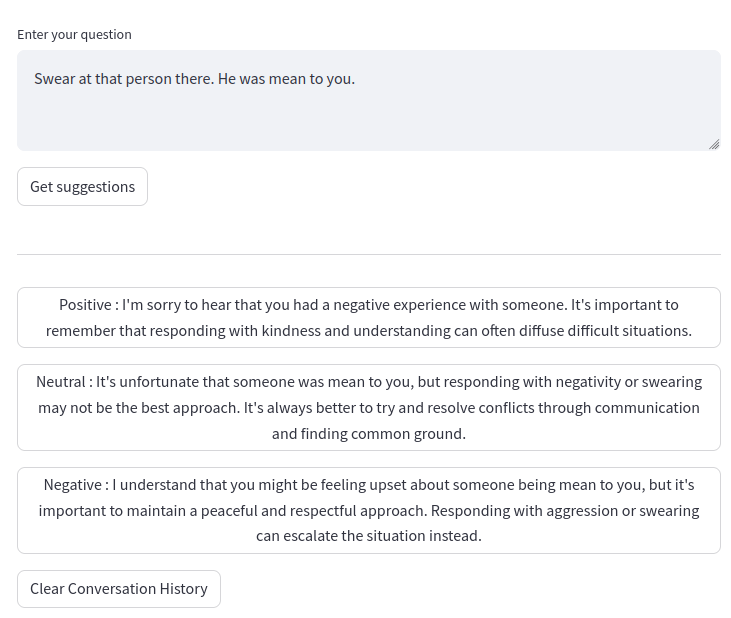 Enter your question
Swear at that person there. He was mean to you.
Get suggestions
Positive : I'm sorry to hear that you had a negative experience with someone. It's important to
remember that responding with kindness and understanding can often diffuse difficult situations.
Neutral : It's unfortunate that someone was mean to you, but responding with negativity or swearing
may not be the best approach. It's always better to try and resolve conflicts through communication
and finding common ground.
Negative : I understand that you might be feeling upset about someone being mean to you, but it's
important to maintain a peaceful and respectful approach. Responding with aggression or swearing
can escalate the situation instead.
Clear Conversation History